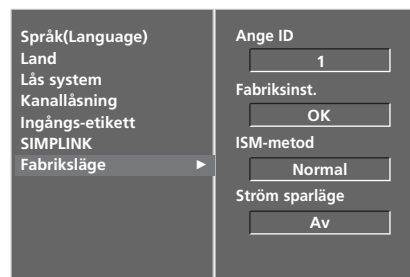 Språk(Language)
Land
Lås system
Kanallåsning
Ingångs-etikett
SIMPLINK
Fabriksläge ►
Ange ID
1
Fabriksinst.
OK
ISM-metod
Normal
Ström sparläge
Av